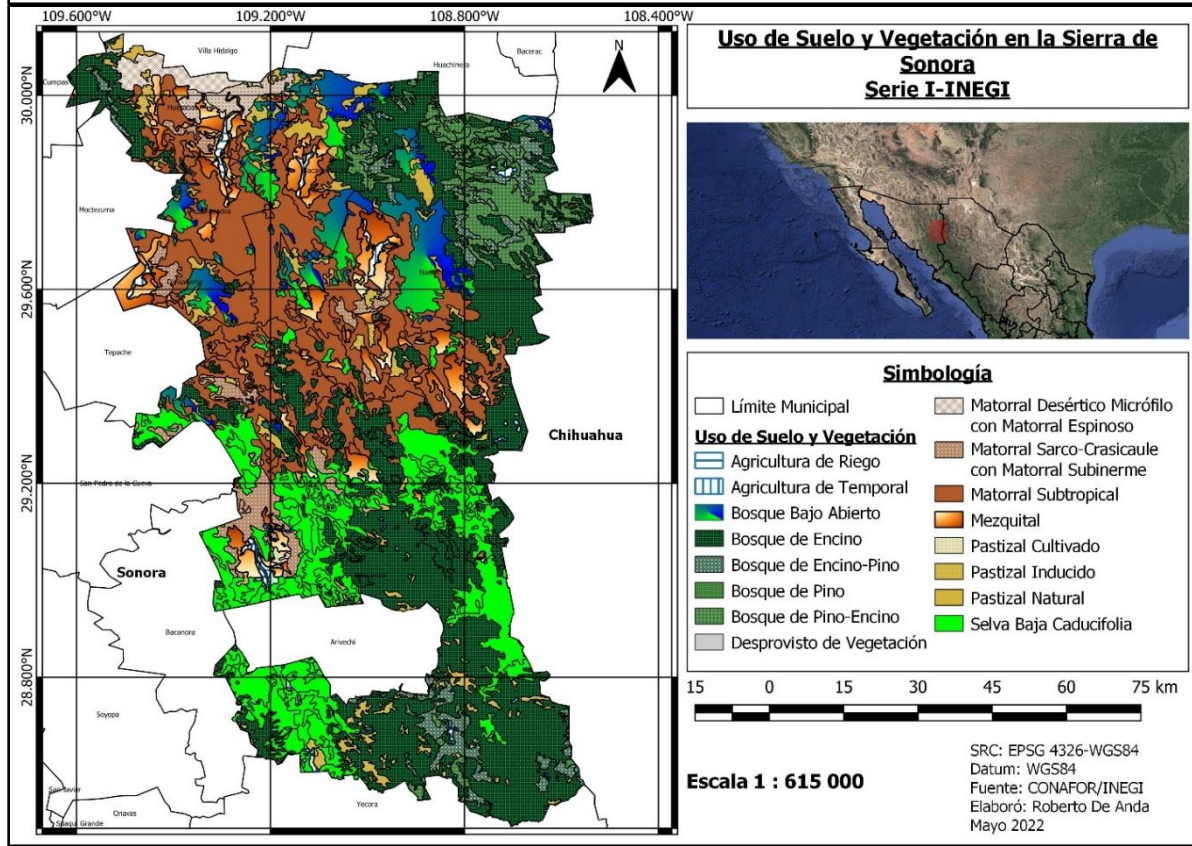 109.600°W
109.200°W
108.800°W
108.400°W
30.000°N
29.600°N
29.200°N
28.800°N
N
Villa Hidalgo
Bacerac
Huachinera
Cumpas
Moctezuma
Tepache
San Pedro de la Cueva
Chihuahua
Sonora
Bacanora
Arivechi
Soyopa
San Javier
Onavas
Suaqui Grande
Yecora
Uso de Suelo y Vegetación en la Sierra de
Sonora
Serie I-INEGI
Simbología
Límite Municipal
Uso de Suelo y Vegetación
Agricultura de Riego
Agricultura de Temporal
Bosque Bajo Abierto
Bosque de Encino
Bosque de Encino-Pino
Bosque de Pino
Bosque de Pino-Encino
Desprovisto de Vegetación
Matorral Desértico Micrófilo
con Matorral Espinoso
Matorral Sarco-Crasicaule
con Matorral Subinerme
Matorral Subtropical
Mezquital
Pastizal Cultivado
Pastizal Inducido
Pastizal Natural
Selva Baja Caducifolia
15 0 15 30 45 60 75 km
Escala 1 : 615 000
SRC: EPSG 4326-WGS84
Datum: WGS84
Fuente: CONAFOR/INEGI
Elaboró: Roberto De Anda
Mayo 2022